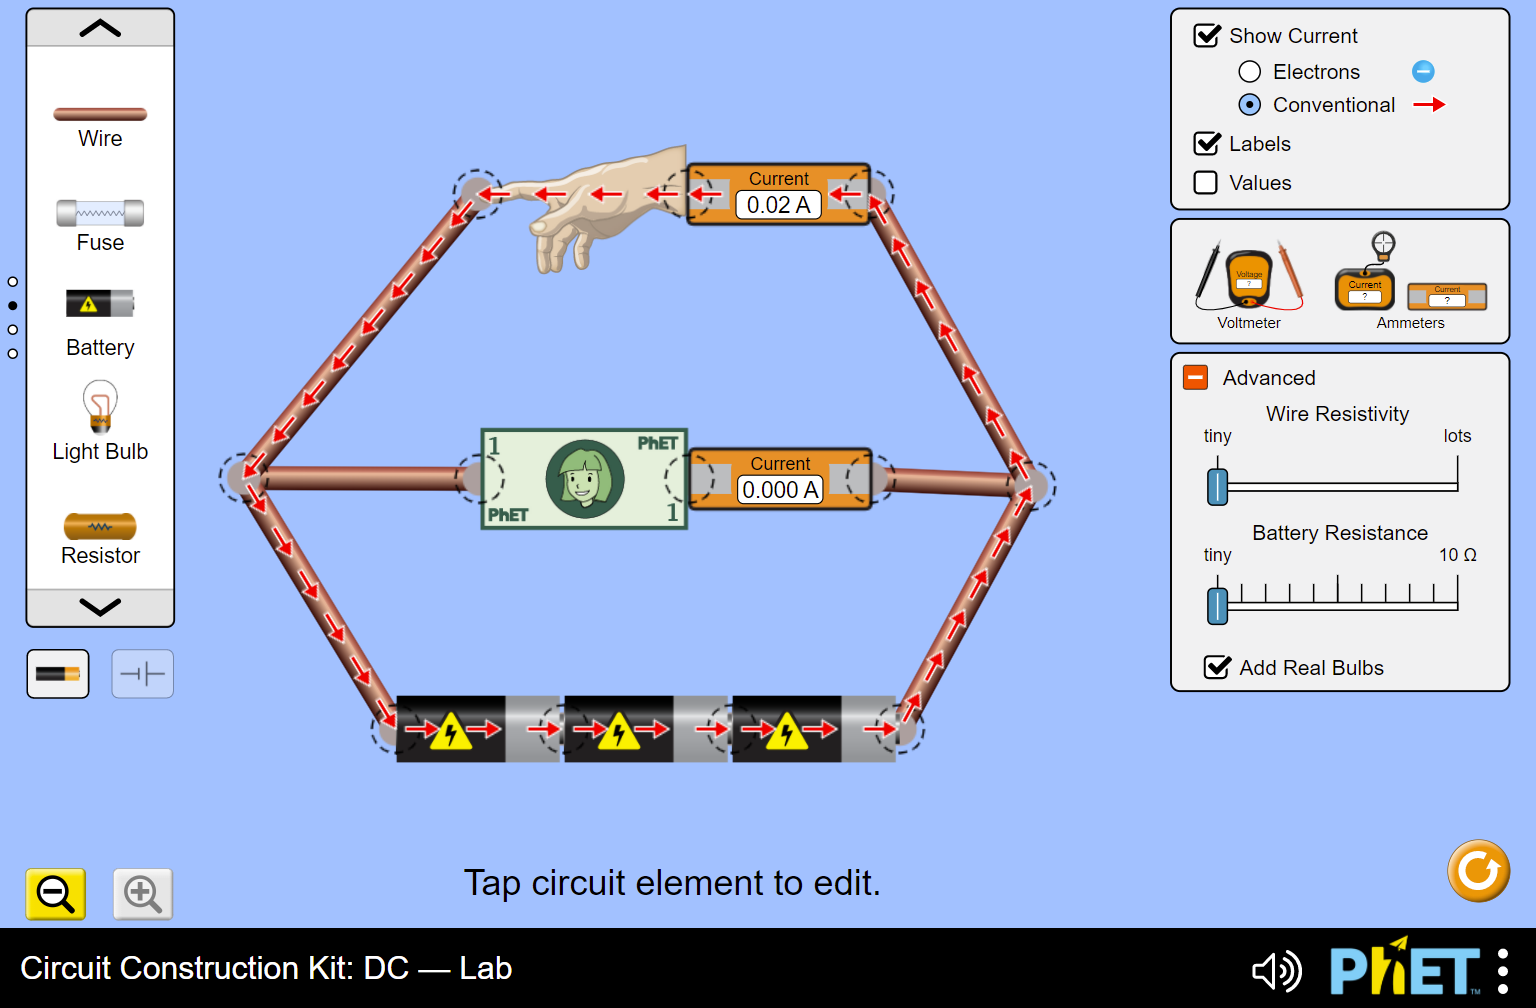 Wire
Fuse
Battery
Light Bulb
Resistor
Current
0.02 A
1
PhET
PhET
1
Current
0.000 A
Show Current
Electrons
Conventional
Labels
Values
Voltage
?
Current
?
Current
?
Voltmeter
Ammeters
Advanced
Wire Resistivity
tiny
lots
Battery Resistance
tiny
10 Ω
Add Real Bulbs
Tap circuit element to edit.
Circuit Construction Kit: DC — Lab
PhET
TM